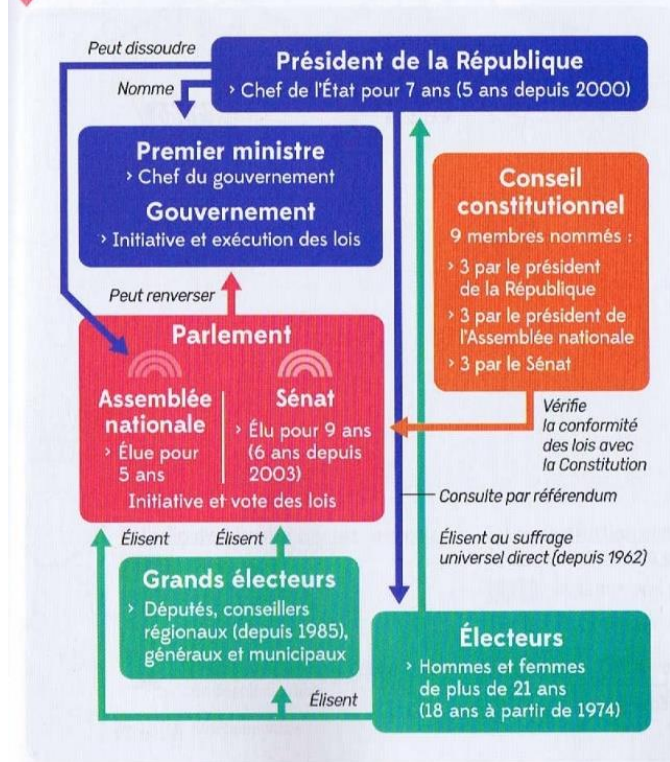 Peut dissoudre
Nomme
Président de la République
› Chef de l'État pour 7 ans (5 ans depuis 2000)
Premier ministre
› Chef du gouvernement
Gouvernement
› Initiative et exécution des lois
Peut renverser
Conseil
constitutionnel
9 membres nommés :
› 3 par le président
de la République
› 3 par le président de
l'Assemblée nationale
› 3 par le Sénat
Parlement
Assemblée
nationale
› Élue pour
5 ans
Sénat
› Élu pour 9 ans
(6 ans depuis
2003)
Initiative et vote des lois
Vérifie
la conformité
des lois avec
la Constitution
Consulte par référendum
Élisent au suffrage
universel direct (depuis 1962)
Élisent
Élisent
Grands électeurs
› Députés, conseillers
régionaux (depuis 1985),
généraux et municipaux
Élisent
Électeurs
› Hommes et femmes
de plus de 21 ans
(18 ans à partir de 1974)